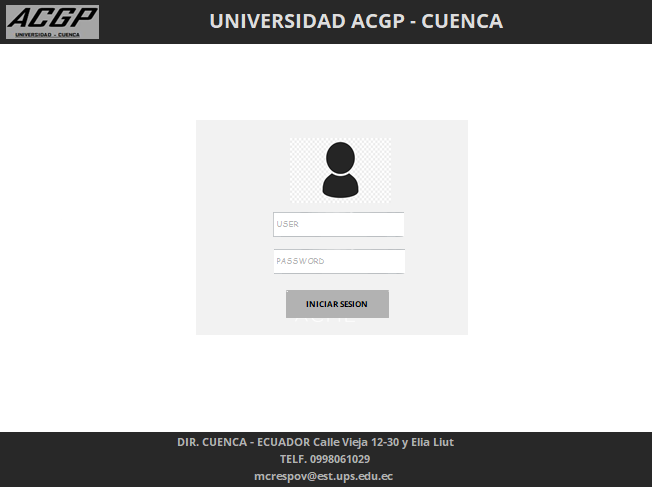 ACGP
UNIVERSIDAD - CUENCA
UNIVERSIDAD ACGP - CUENCA
USER
PASSWORD
INICIAR SESION
DIR. CUENCA - ECUADOR Calle Vieja 12-30 y Elia Liut
TELF. 0998061029
mcrespov@est.ups.edu.ec